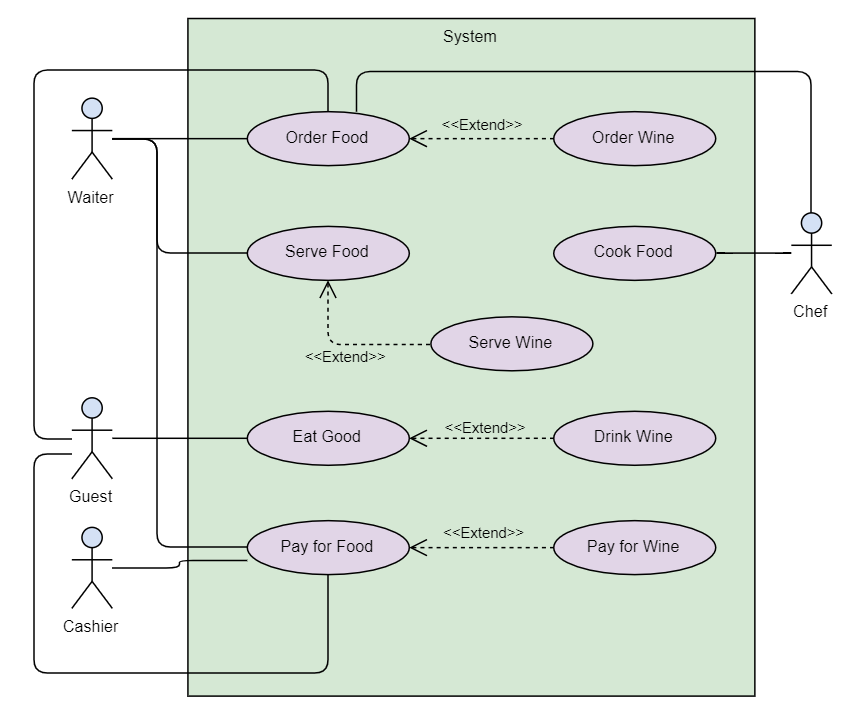 System
<<Extend>>
Order Food
Order Wine
Waiter
Serve Food
Cook Food
Chef
Serve Wine
<<Extend>>
<<Extend>>
Eat Good
Drink Wine
Guest
<<Extend>>
Pay for Food
Pay for Wine
Cashier